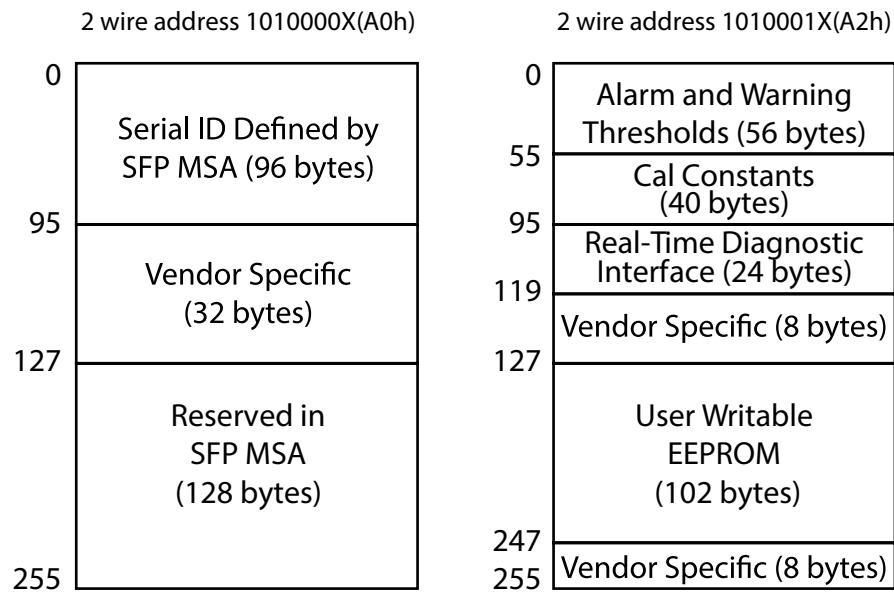 2 wire address 1010000X(A0h)
0
Serial ID Defined by
SFP MSA (96 bytes)
95
Vendor Specific
(32 bytes)
127
Reserved in
SFP MSA
(128 bytes)
255
2 wire address 1010001X(A2h)
0
Alarm and Warning
Thresholds (56 bytes)
55
Cal Constants
(40 bytes)
95
Real-Time Diagnostic
Interface (24 bytes)
119
Vendor Specific (8 bytes)
127
User Writable
EEPROM
(102 bytes)
247
Vendor Specific (8 bytes)
255